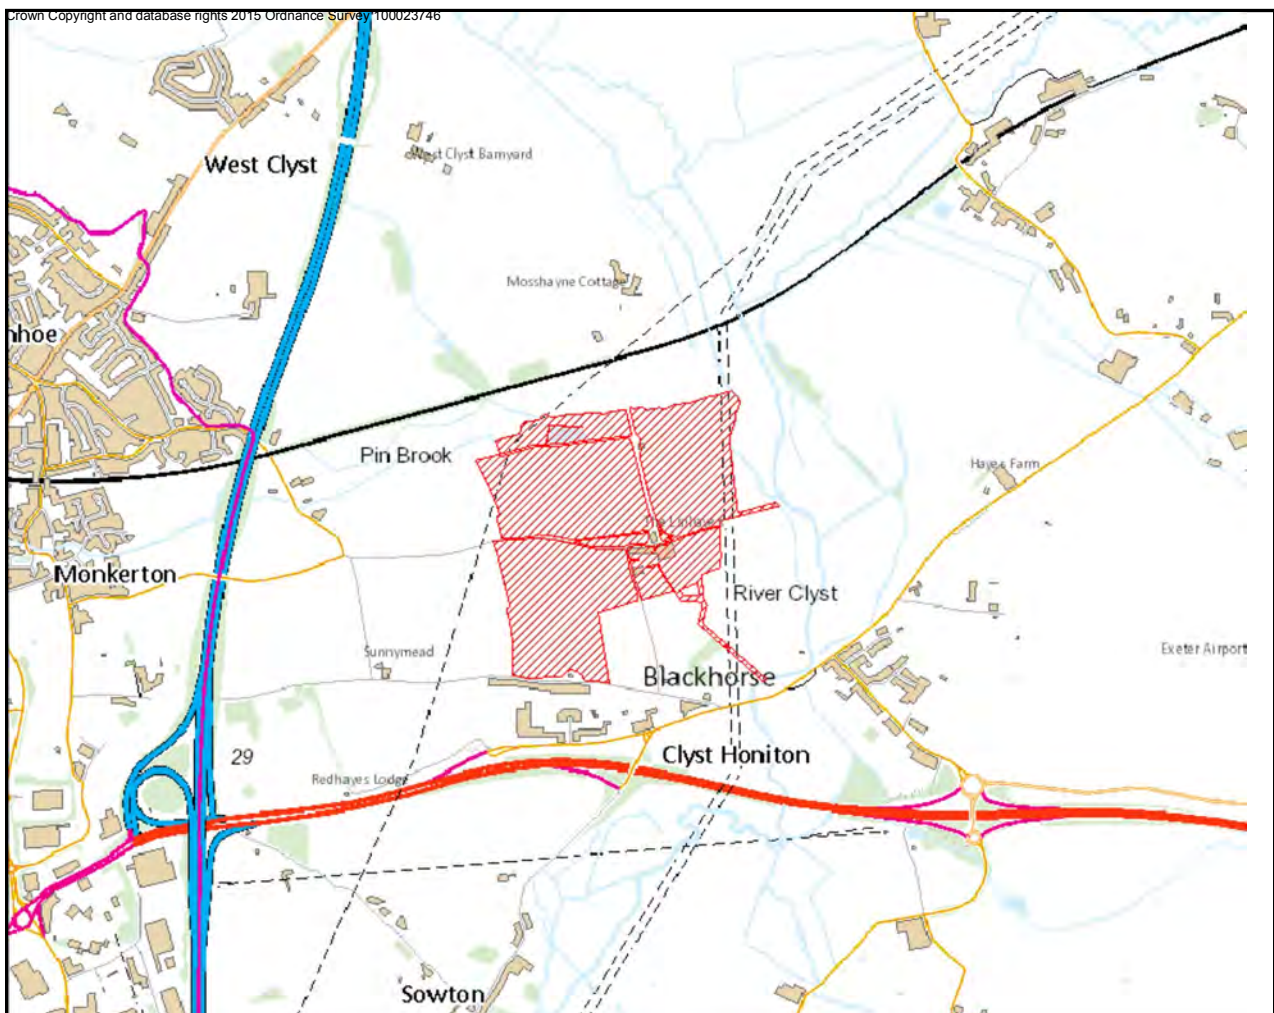 Crown Copyright and database rights 2015 Ordnance Survey 100023746
West Clyst
West Clyst Barnyard
Mosshayne Cottage
nhoe
Pin Brook
Hayes Farm
Monkerton
River Clyst
Sunnymead
Exeter Airport
Blackhorse
29
Clyst Honiton
Redhayes Lodge
Sowton